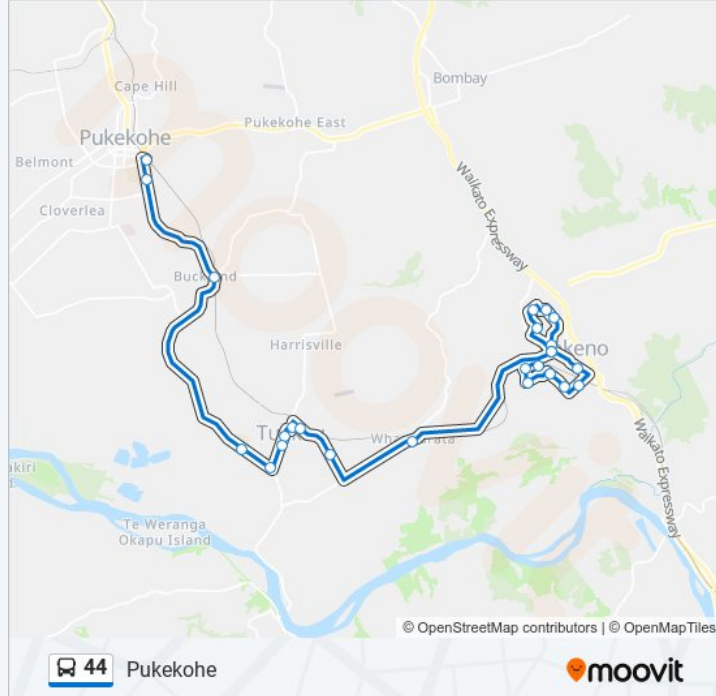 Bombay
Cape Hill
Pukekohe East
Pukekohe
Belmont
Waikato Expressway
Cloverlea
Harrisville
Te Weranga
Okapu Island
Waikato Expressway
© OpenStreetMap contributors | © OpenMapTiles
44 Pukekohe
moovit